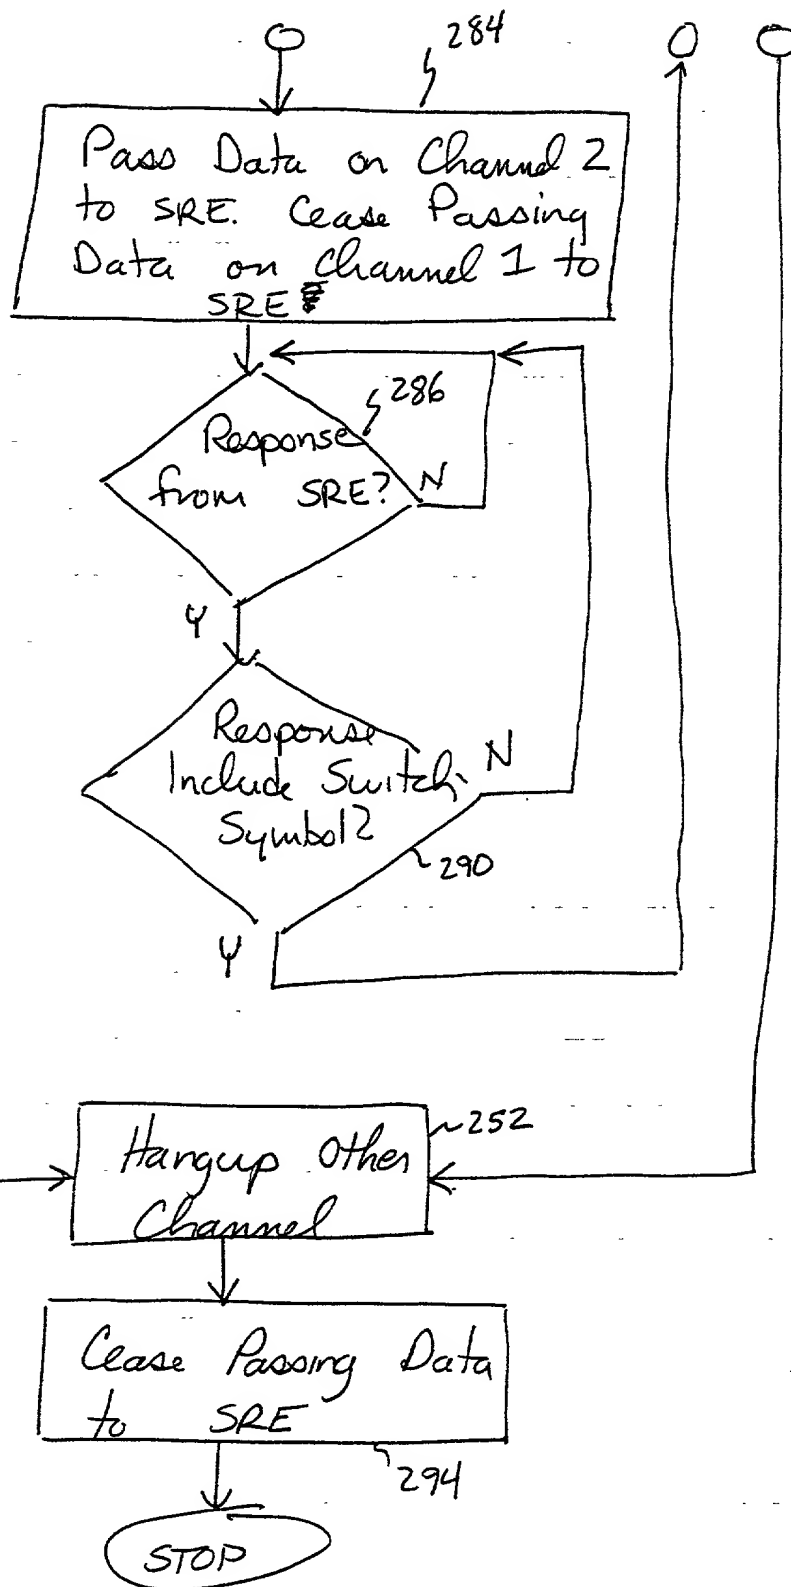 284
Pass Data on Channel 2
to SRE. Cease Passing
Data on Channel 1 to
SRE
286
Response
from SRE?
N
Y
Response
Include Switch
Symbol?
N
290
Y
252
Hangup Other
Channel
Cease Passing Data
to SRE
294
STOP